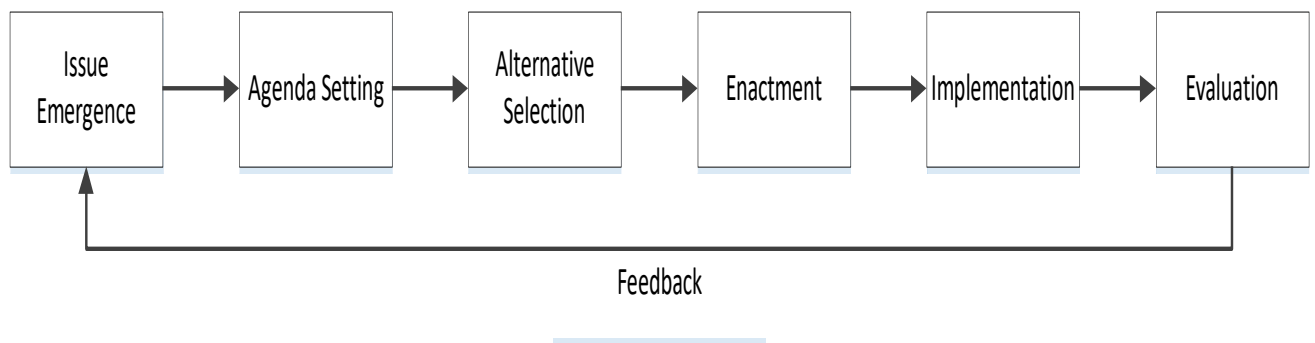 Issue
Emergence
Agenda Setting
Alternative
Selection
Enactment
Implementation
Evaluation
Feedback